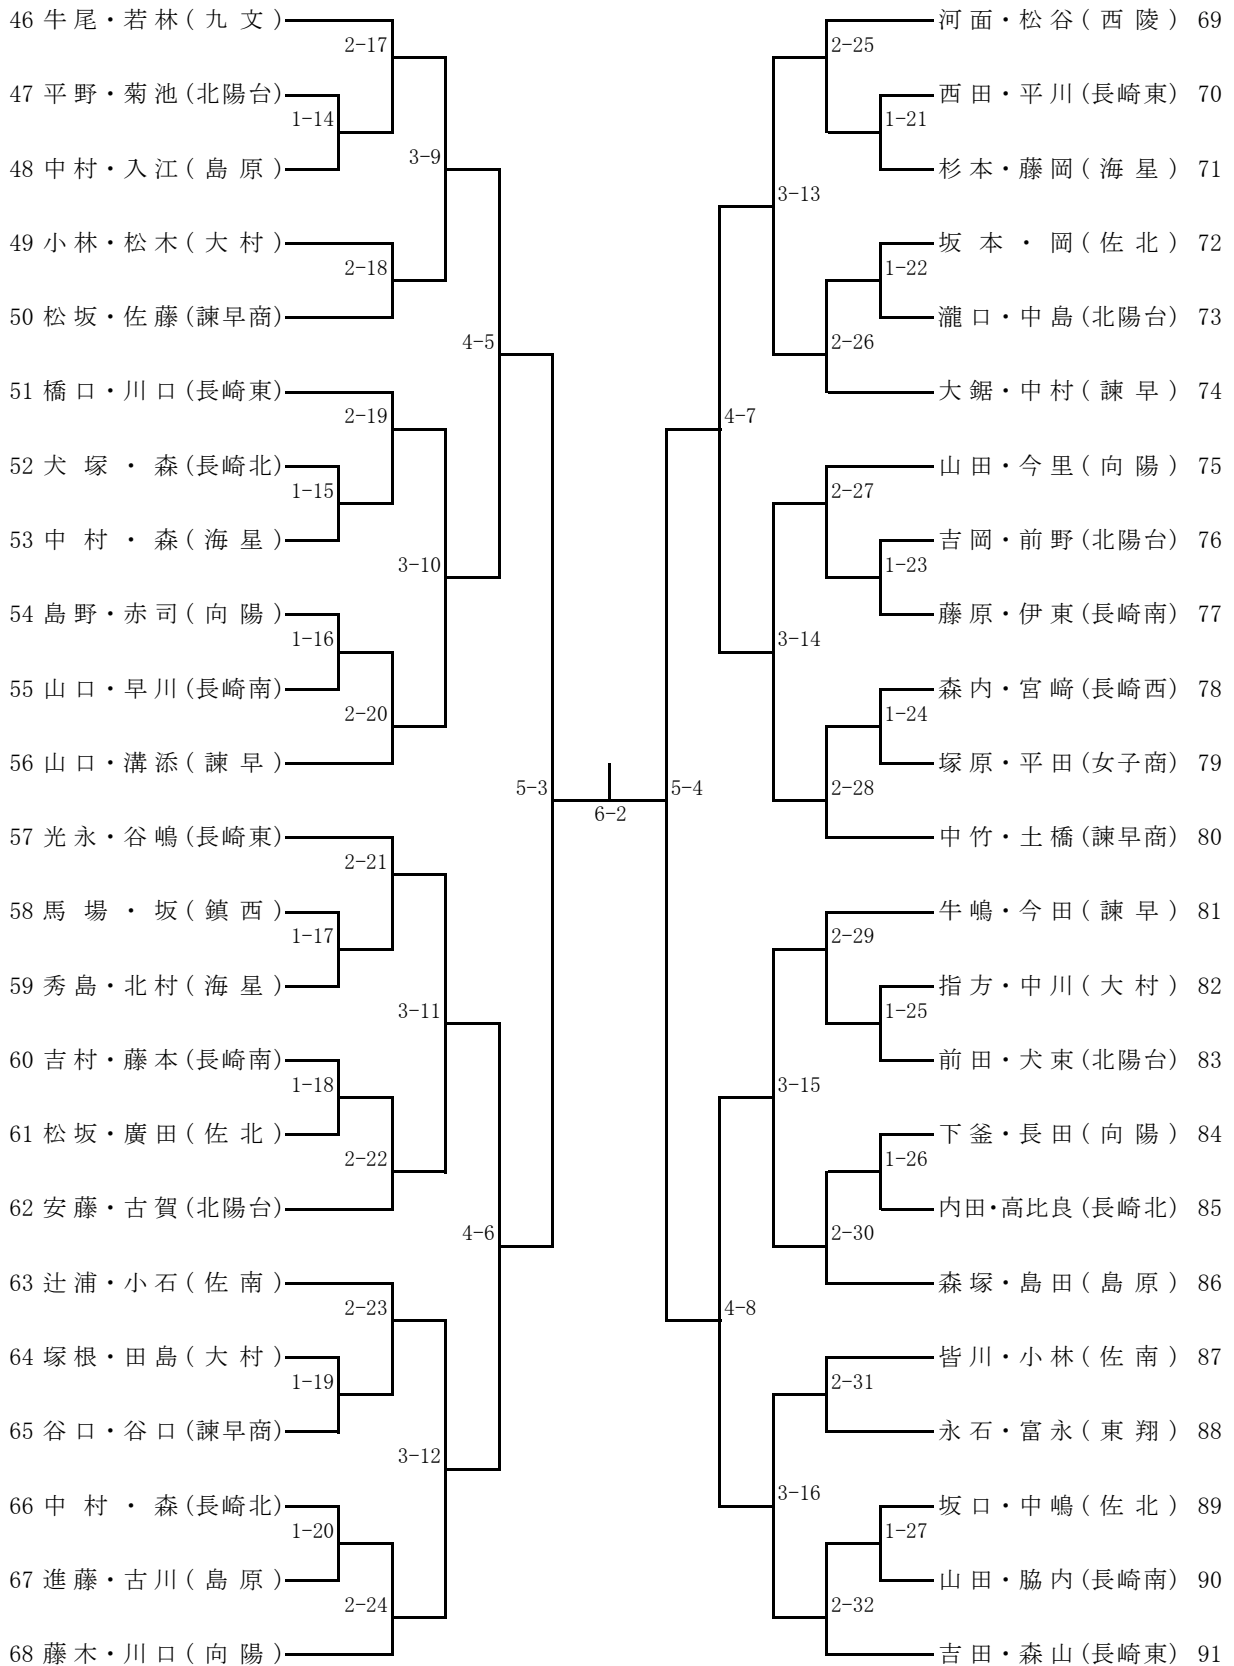 46 牛尾・若林(九文)
2-17
47 平野・菊池(北陽台)
1-14
48 中村・入江(島原)
3-9
49 小林・松木(大村)
2-18
50 松坂・佐藤(諫早商)
4-5
51 橋口・川口(長崎東)
2-19
52 犬塚・森(長崎北)
1-15
53 中村・森(海星)
3-10
54 島野・赤司(向陽)
1-16
55 山口・早川(長崎南)
2-20
56 山口・溝添(諫早)
5-3
57 光永・谷嶋(長崎東)
2-21
58 馬場・坂(鎮西)
1-17
59 秀島・北村(海星)
3-11
60 吉村・藤本(長崎南)
1-18
61 松坂・廣田(佐北)
2-22
62 安藤・古賀(北陽台)
4-6
63 辻浦・小石(佐南)
2-23
64 塚根・田島(大村)
1-19
65 谷口・谷口(諫早商)
3-12
66 中村・森(長崎北)
1-20
67 進藤・古川(島原)
2-24
68 藤木・川口(向陽)
6-2
河面・松谷(西陵) 69
2-25
西田・平川(長崎東) 70
1-21
杉本・藤岡(海星) 71
3-13
坂本・岡(佐北) 72
1-22
瀧口・中島(北陽台) 73
2-26
大鋸・中村(諫早) 74
4-7
山田・今里(向陽) 75
2-27
吉岡・前野(北陽台) 76
1-23
藤原・伊東(長崎南) 77
3-14
森内・宮﨑(長崎西) 78
1-24
塚原・平田(女子商) 79
2-28
5-4
中竹・土橋(諫早商) 80
牛嶋・今田(諫早) 81
2-29
指方・中川(大村) 82
1-25
前田・犬束(北陽台) 83
3-15
下釜・長田(向陽) 84
1-26
内田・高比良(長崎北) 85
2-30
森塚・島田(島原) 86
4-8
皆川・小林(佐南) 87
2-31
永石・富永(東翔) 88
3-16
坂口・中嶋(佐北) 89
1-27
山田・脇内(長崎南) 90
2-32
吉田・森山(長崎東) 91